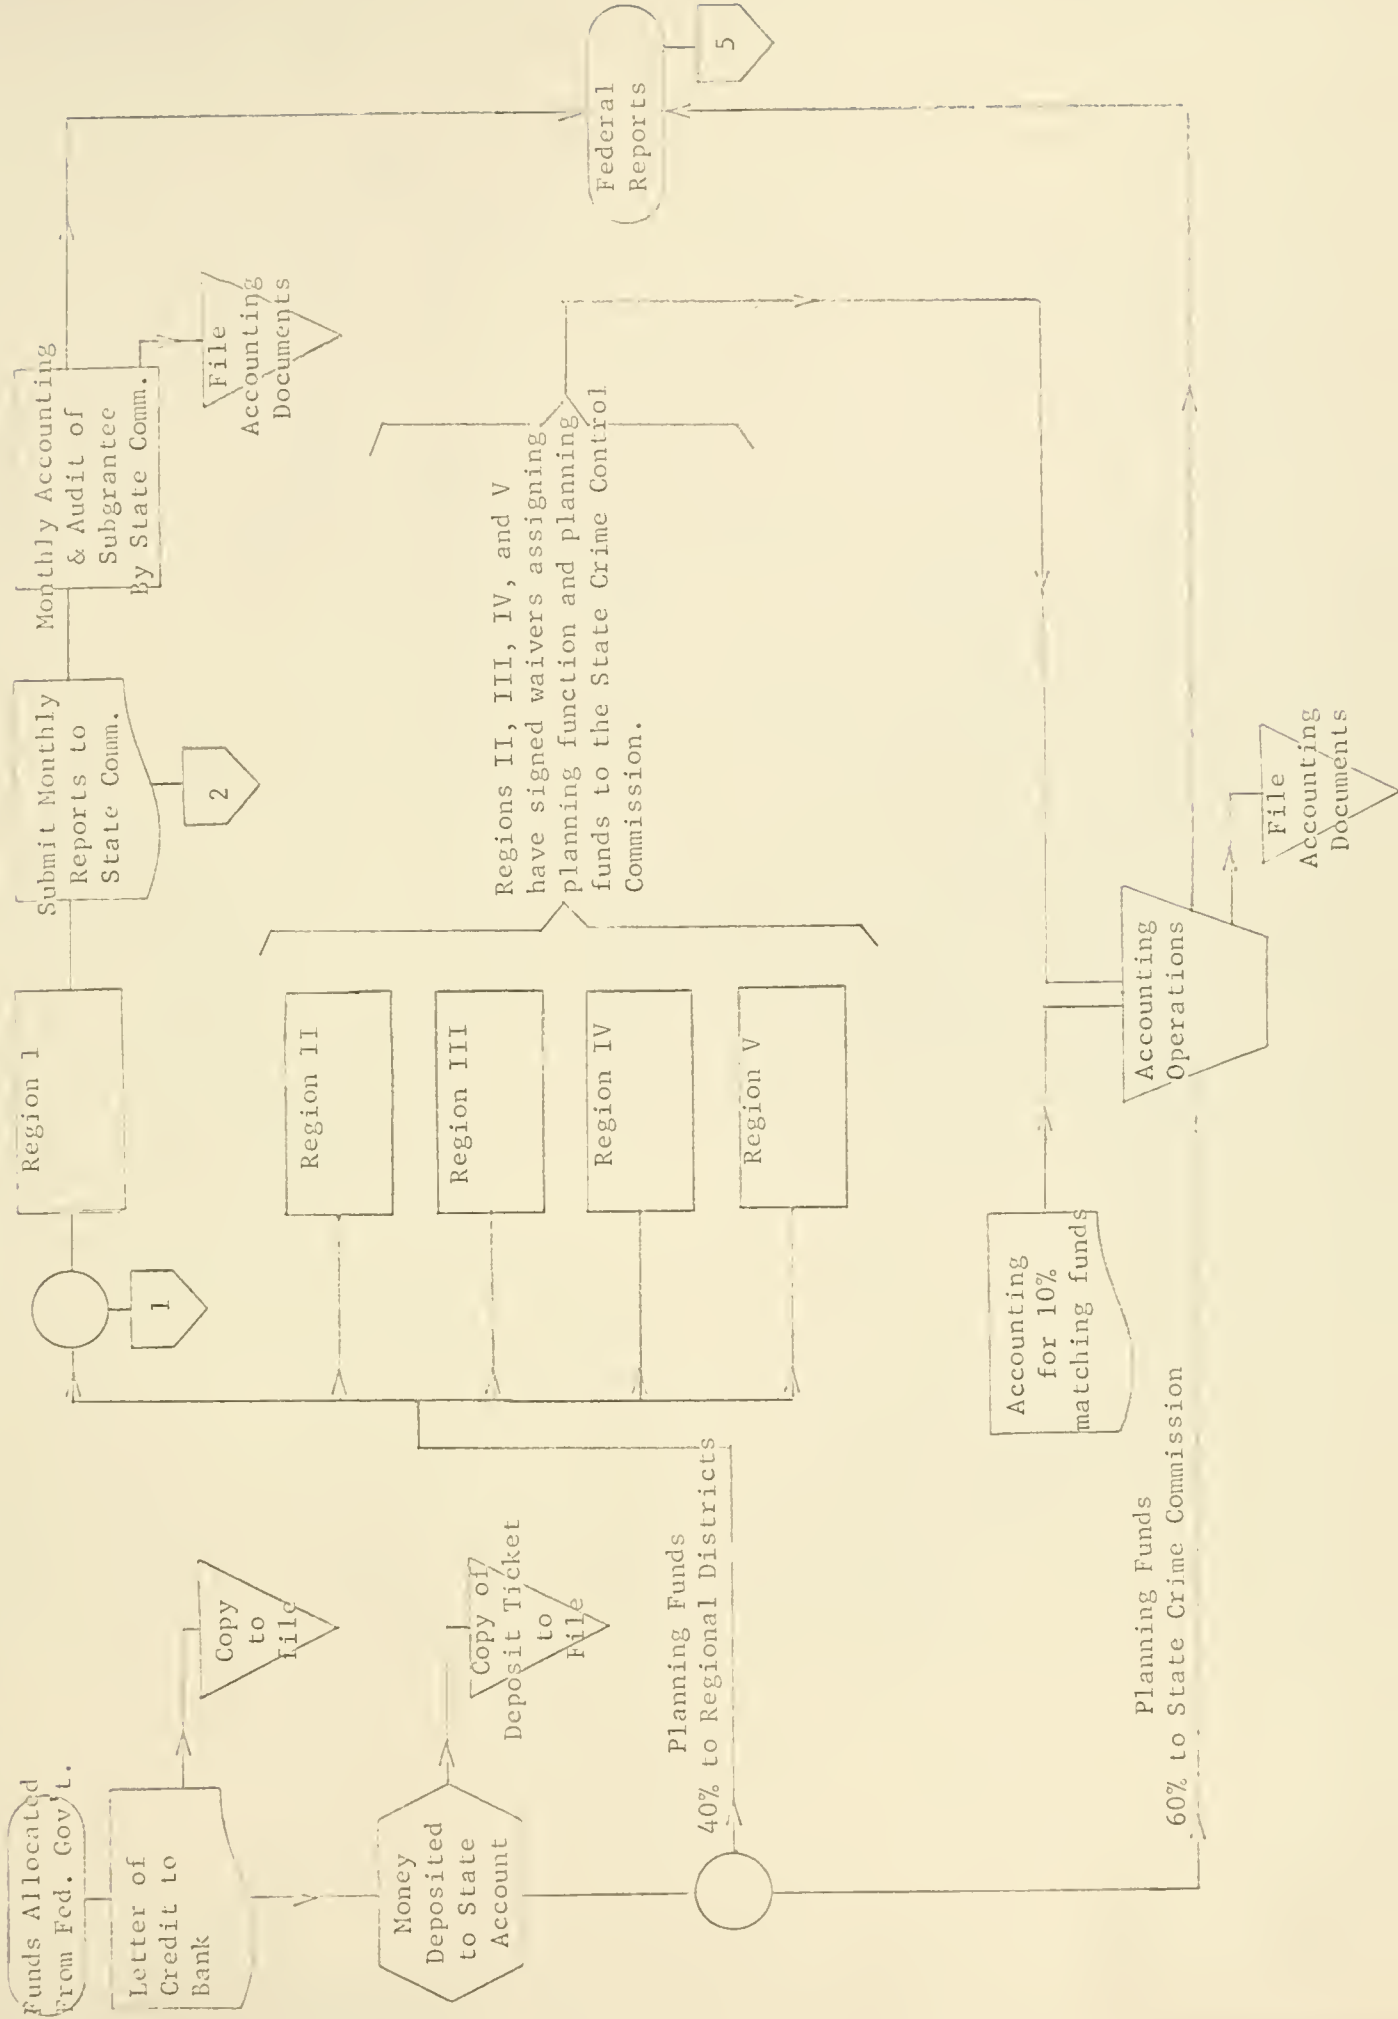 Funds Allocated
From Fed. Gov't.
Letter of
Credit to
Bank
Copy
to
file
Money
Deposited
to State
Account
Copy of
Deposit Ticket
to
File
Planning Funds
40% to Regional Districts
Planning Funds
60% to State Crime Commission
1
Region 1
Region II
Region III
Region IV
Region V
Submit Monthly
Reports to
State Comm.
2
Monthly Accounting
& Audit of
Subgrantee
By State Comm.
File
Accounting
Documents
Regions II, III, IV, and V
have signed waivers assigning
planning function and planning
funds to the State Crime Control
Commission.
Accounting
for 10%
matching funds
Accounting
Operations
File
Accounting
Documents
Federal
Reports
5